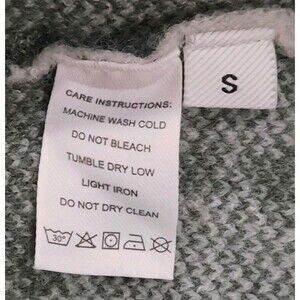 CARE INSTRUCTIONS:
MACHINE WASH COLD
DO NOT BLEACH
TUMBLE DRY LOW
LIGHT IRON
DO NOT DRY CLEAN
30°
S